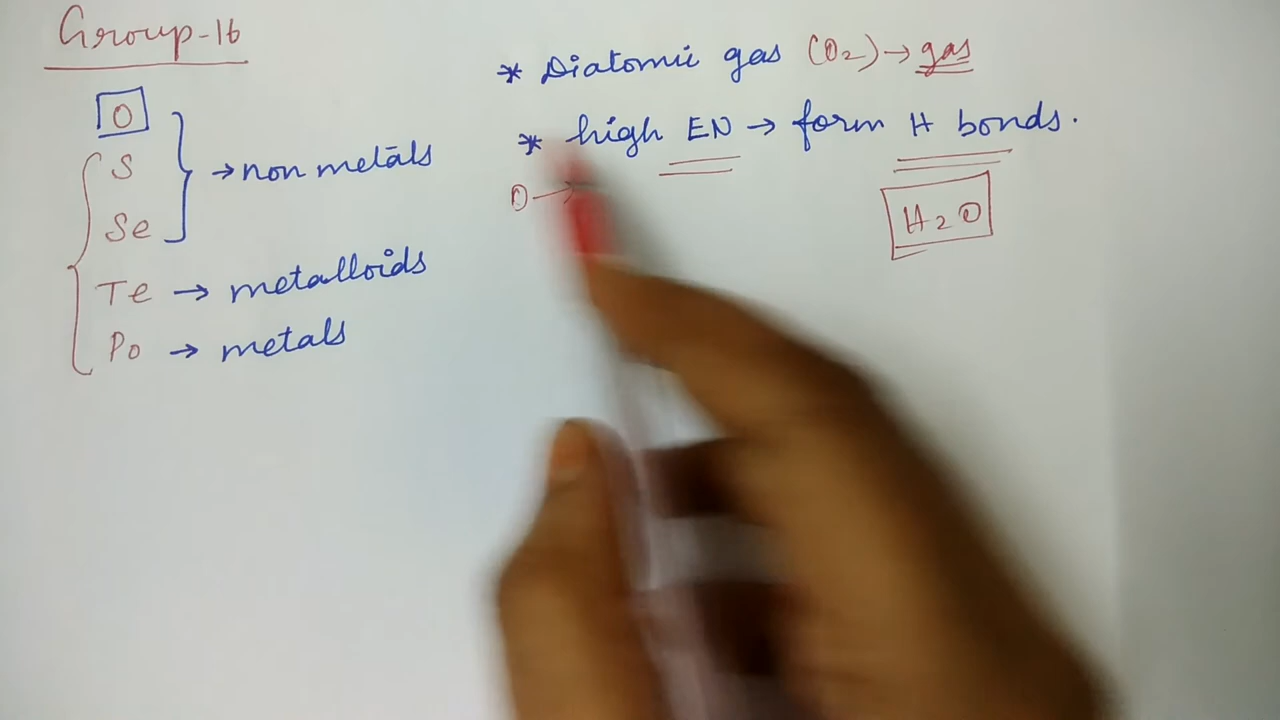 Group-16
O
S
Se
→ non metals
Te → metalloids
Po → metals
* Diatomic gas (O2) → gas
* high EN → form H bonds.
O →
H2O